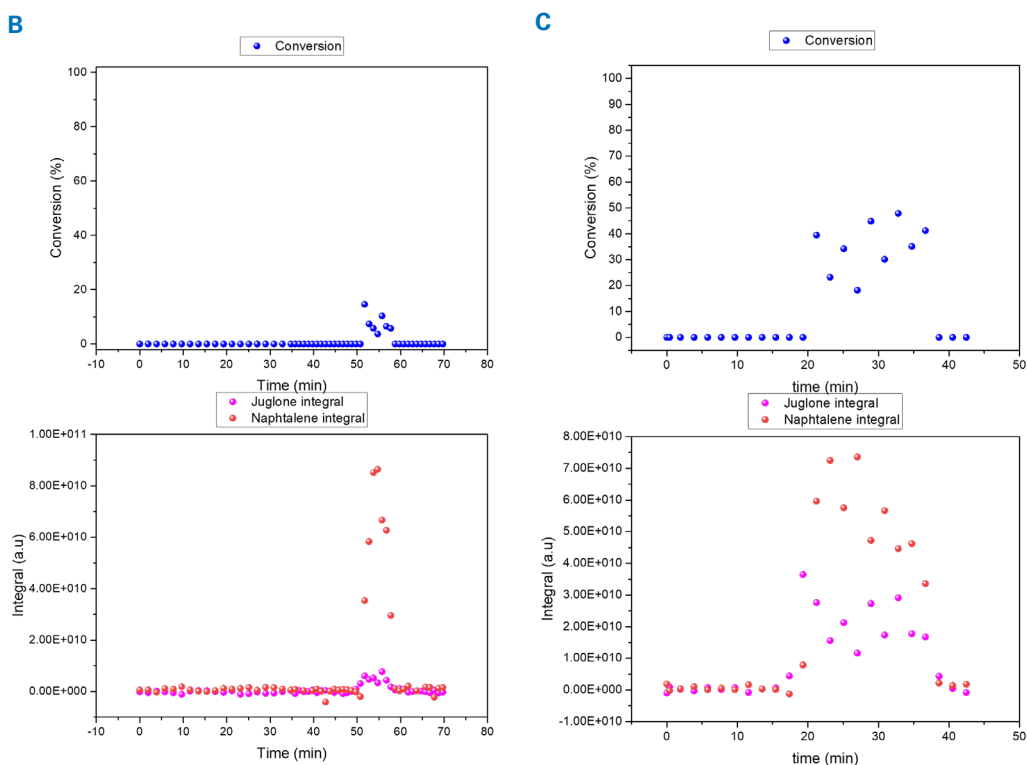 B
Conversion
100
80
60
40
20
0
Conversion (%)
-10 0 10 20 30 40 50 60 70 80
Time (min)
Juglone integral
Naphtalene integral
1.00E+011
8.00E+010
6.00E+010
4.00E+010
2.00E+010
0.00E+000
Integral (a.u)
-10 0 10 20 30 40 50 60 70 80
Time (min)
C
Conversion
100
90
80
70
60
50
40
30
20
10
0
Conversion (%)
0 10 20 30 40 50
time (min)
Juglone integral
Naphtalene integral
8.00E+010
7.00E+010
6.00E+010
5.00E+010
4.00E+010
3.00E+010
2.00E+010
1.00E+010
0.00E+000
-1.00E+010
Integral (a.u)
0 10 20 30 40 50
time (min)